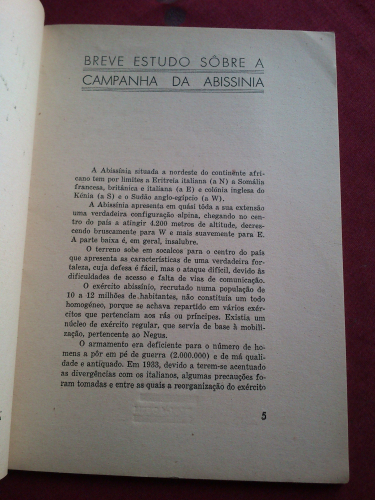 BREVE ESTUDO SÔBRE A
CAMPANHA DA ABISSINIA
A Abissínia situada a nordeste do continente afri-
cano tem por limites a Eritreia italiana (a N) a Somália
francesa, británica e italiana (a E) e colónia inglesa do
Kénia (a S) e o Sudão anglo-egípcio (a W).
A Abissínia apresenta em quási tôda a sua extensão
uma verdadeira configuração alpina, chegando no cen-
tro do país a atingir 4.200 metros de altitude, decres-
cendo bruscamente para W e mais suavemente para E.
A parte baixa é, em geral, insalubre.
O terreno sobe em socalcos para o centro do país
que apresenta as características de uma verdadeira for-
taleza, cuja defesa é fácil, mas o ataque difícil, devido às
dificuldades de acesso e falta de vias de comunicação.
O exército abissínio, recrutado numa população de
10 a 12 milhões de habitantes, não constituía um todo
homogéneo, porque se achava repartido em vários exér-
citos que pertenciam aos rás ou príncipes. Existia um
núcleo de exército regular, que servia de base à mobili-
zação, pertencente ao Negus.
O armamento era deficiente para o número de ho-
mens a pôr em pé de guerra (2.000.000) e de má quali-
dade e antiquado. Em 1933, devido a terem-se acentuado
as divergências com os italianos, algumas precauções fo-
ram tomadas e entre as quais a reorganização do exército
5